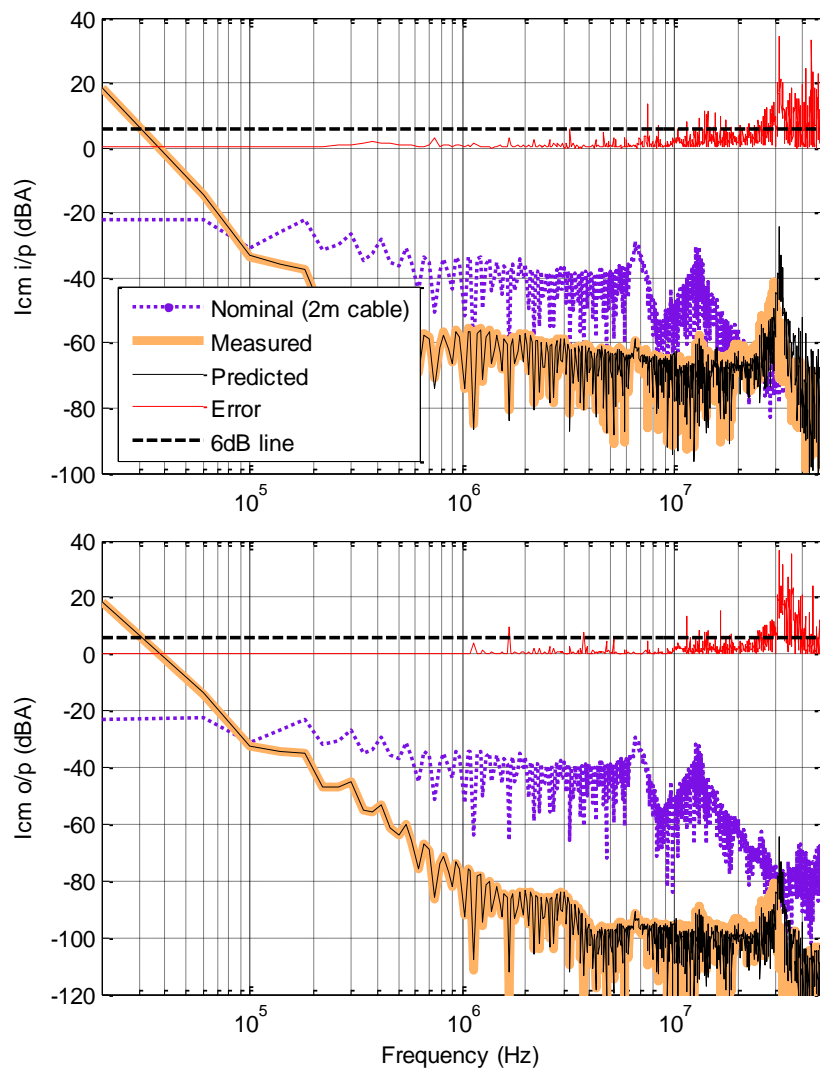 40
20
0
-20
-40
-60
-80
-100
Icm i/p (dBA)
Nominal (2m cable)
Measured
Predicted
Error
6dB line
10^5
10^6
10^7
40
20
0
-20
-40
-60
-80
-100
-120
Icm o/p (dBA)
10^5
10^6
10^7
Frequency (Hz)